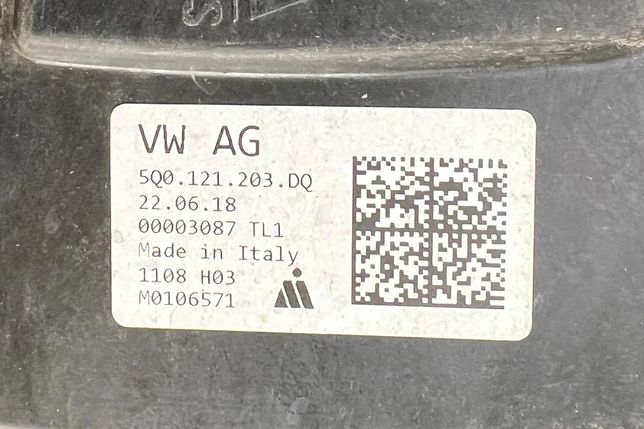 VW AG
5Q0.121.203.DQ
22.06.18
00003087 TL1
Made in Italy
1108 H03
M0106571